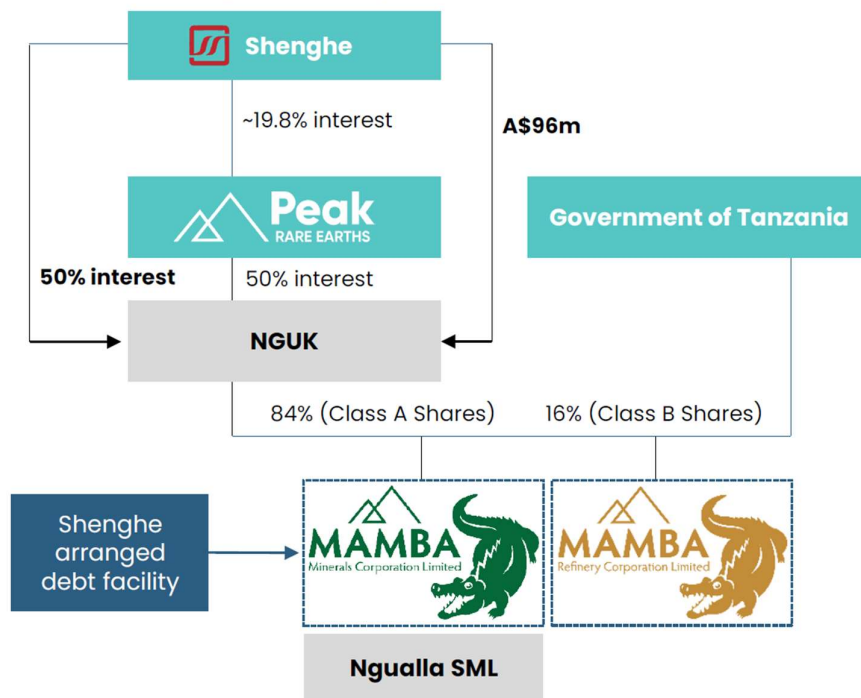 Shenghe
~19.8% interest
A$96m
Peak
RARE EARTHS
Government of Tanzania
50% interest
50% interest
NGUK
84% (Class A Shares)
16% (Class B Shares)
Shenghe
arranged
debt facility
MAMBA
Minerals Corporation Limited
MAMBA
Refinery Corporation Limited
Ngualla SML